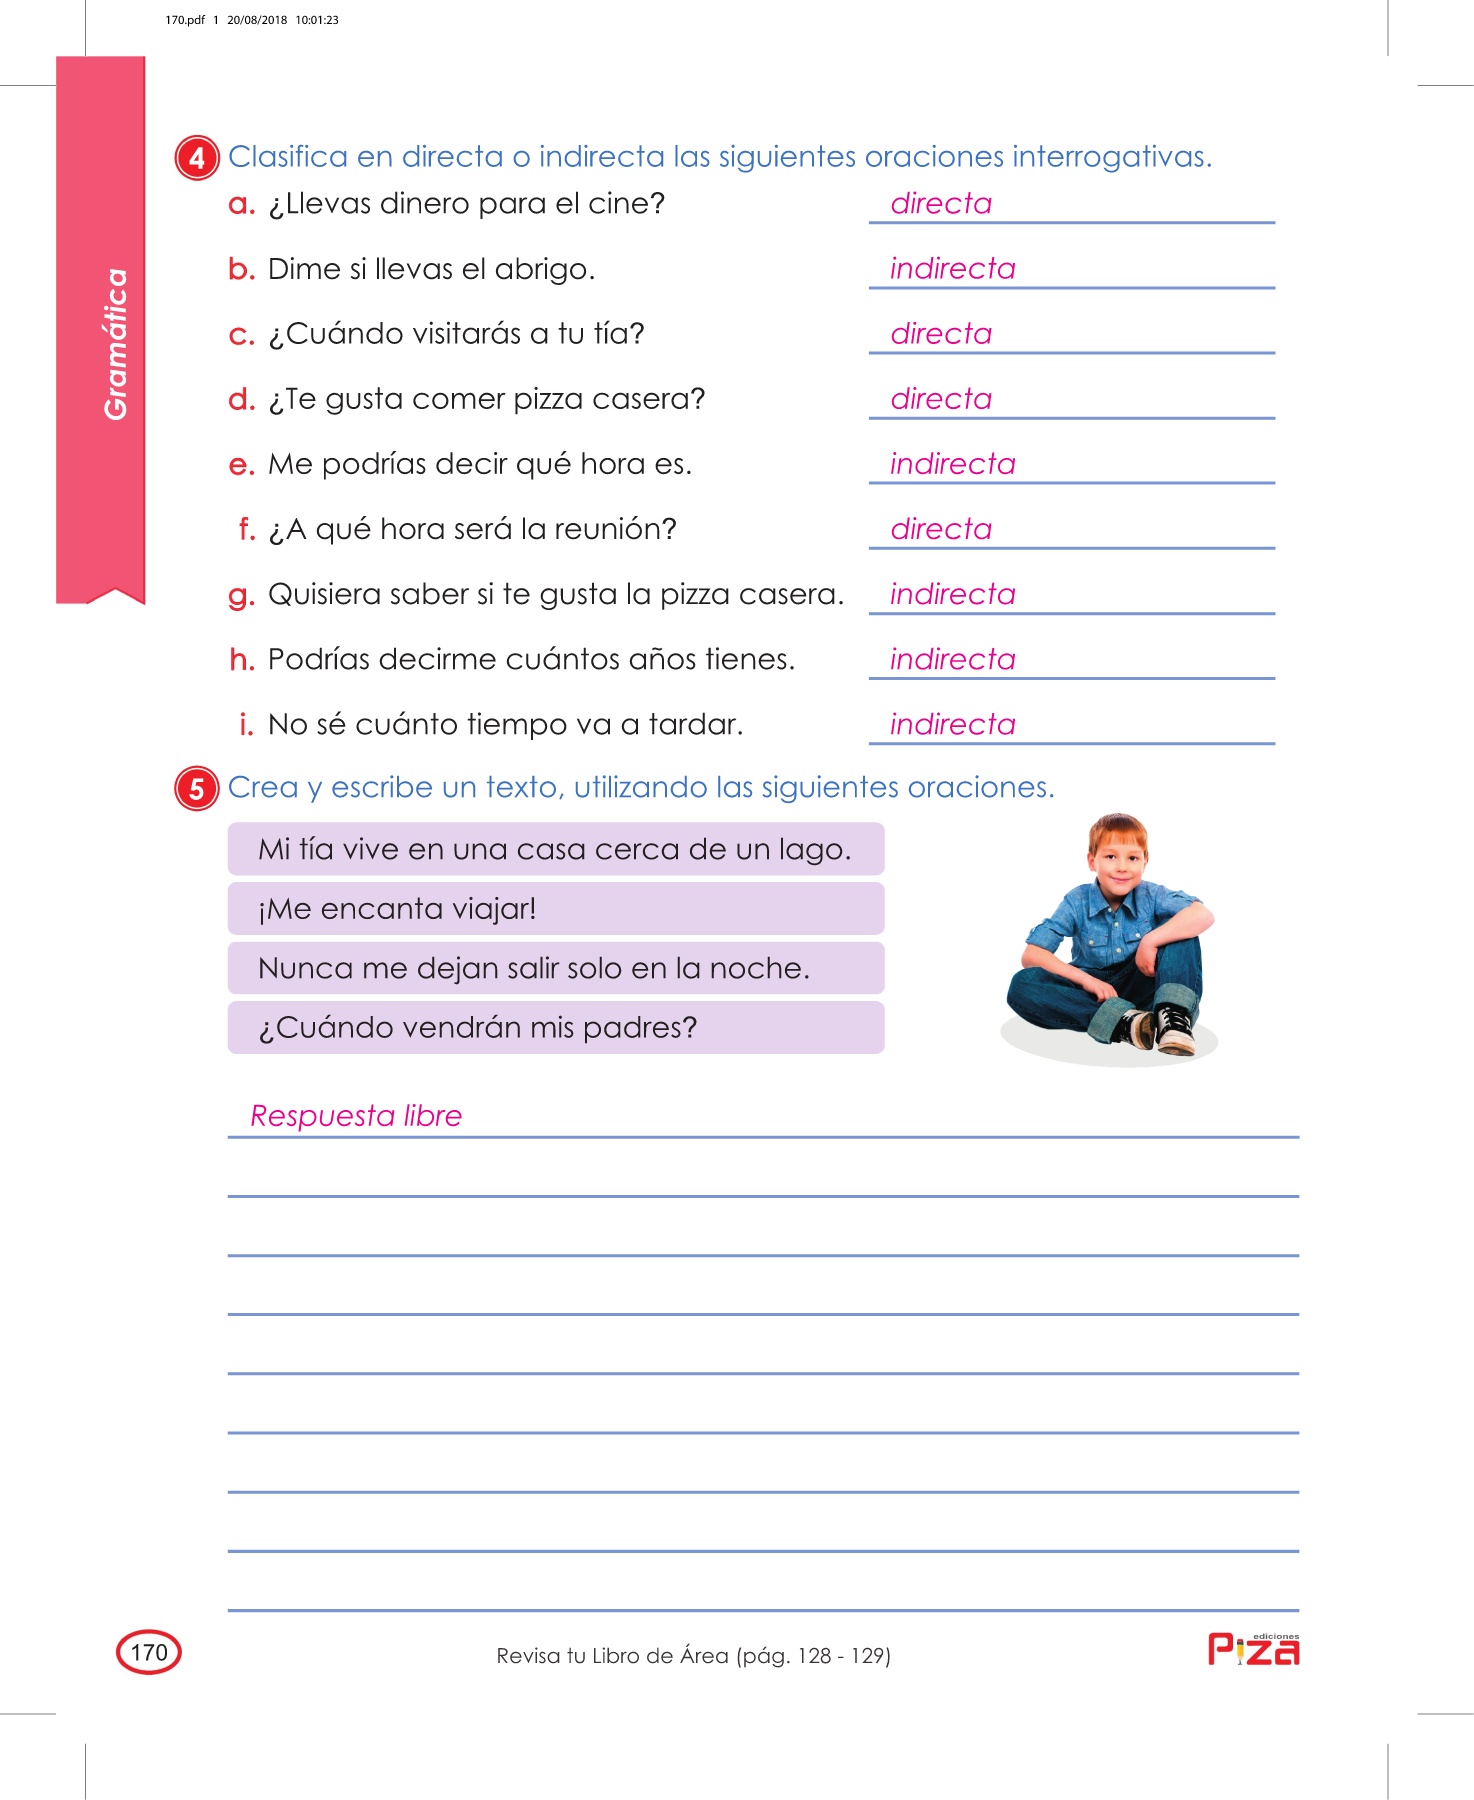 170.pdf 1 20/08/2018 10:01:23
Gramática
4 Clasifica en directa o indirecta las siguientes oraciones interrogativas.
a. ¿Llevas dinero para el cine? directa
b. Dime si llevas el abrigo. indirecta
c. ¿Cuándo visitarás a tu tía? directa
d. ¿Te gusta comer pizza casera? directa
e. Me podrías decir qué hora es. indirecta
f. ¿A qué hora será la reunión? directa
g. Quisiera saber si te gusta la pizza casera. indirecta
h. Podrías decirme cuántos años tienes. indirecta
i. No sé cuánto tiempo va a tardar. indirecta
5 Crea y escribe un texto, utilizando las siguientes oraciones.
Mi tía vive en una casa cerca de un lago.
¡Me encanta viajar!
Nunca me dejan salir solo en la noche.
¿Cuándo vendrán mis padres?
Respuesta libre
170
Revisa tu Libro de Área (pág. 128 - 129)
ediciones
Piza